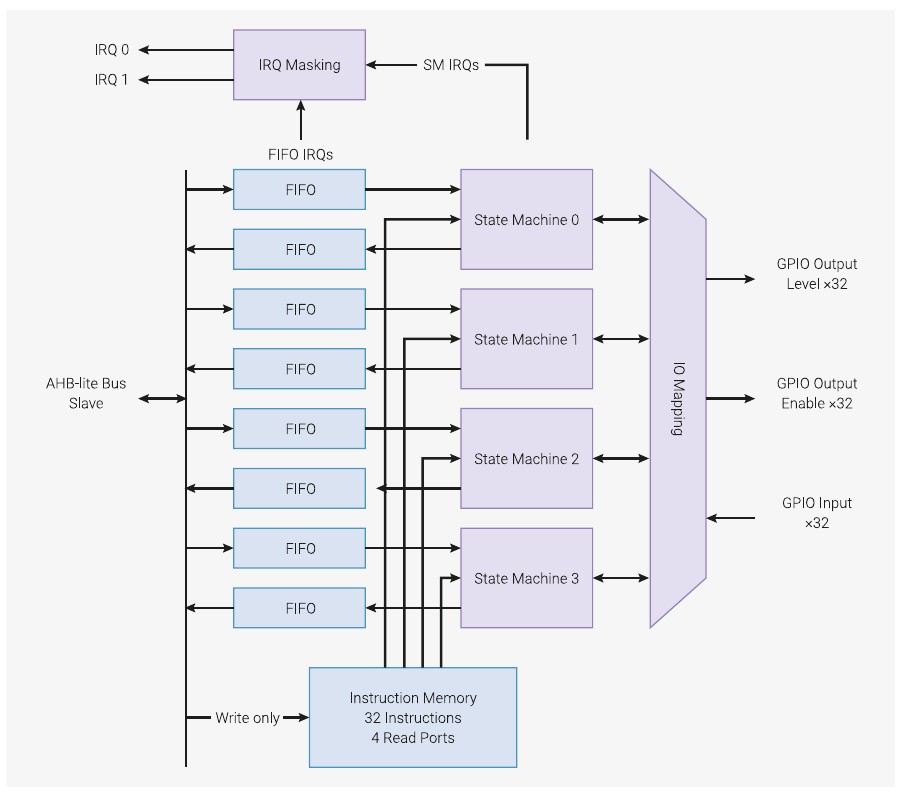 IRQ 0
IRQ 1
IRQ Masking
SM IRQs
FIFO IRQs
FIFO
FIFO
FIFO
FIFO
FIFO
FIFO
FIFO
FIFO
State Machine 0
State Machine 1
State Machine 2
State Machine 3
AHB-lite Bus
Slave
IO Mapping
GPIO Output
Level ×32
GPIO Output
Enable ×32
GPIO Input
×32
Write only
Instruction Memory
32 Instructions
4 Read Ports